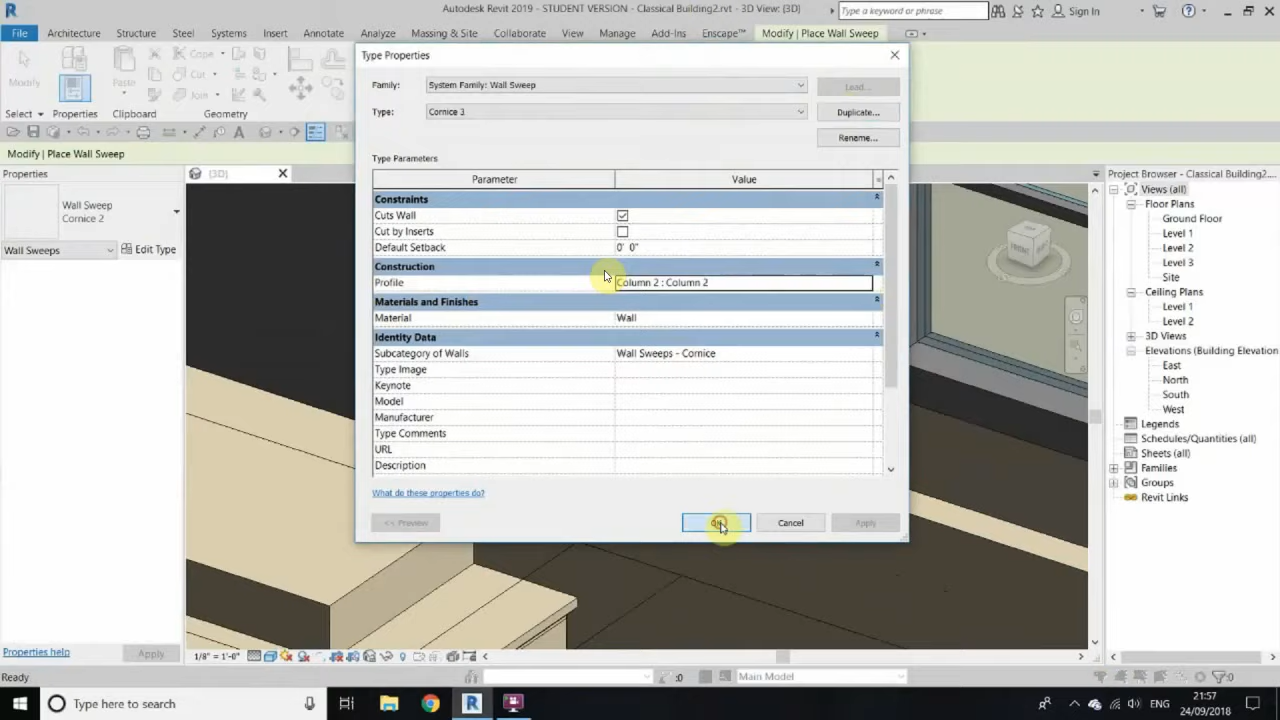 Autodesk Revit 2019 - STUDENT VERSION - Classical Building2.rvt - 3D View: {3D}
Type a keyword or phrase
Sign In
File Architecture Structure Steel Systems Insert Annotate Analyze Massing & Site Collaborate View Manage Add-Ins Enscape™ Modify | Place Wall Sweep
Modify
Paste
Cope
Cut
Join
Select Properties Clipboard Geometry
Modify | Place Wall Sweep
Properties
Wall Sweep
Cornice 2
Wall Sweeps
Edit Type
Properties help
Apply
{3D}
Type Properties
Family: System Family: Wall Sweep Load...
Type: Cornice 3 Duplicate...
Rename...
Type Parameters
Parameter Value =
Constraints
Cuts Wall
Cut by Inserts
Default Setback 0' 0"
Construction
Profile Column 2 : Column 2
Materials and Finishes
Material Wall
Identity Data
Subcategory of Walls Wall Sweeps - Cornice
Type Image
Keynote
Model
Manufacturer
Type Comments
URL
Description
What do these properties do?
<< Preview Cancel Apply
FRONT
Project Browser - Classical Building2....
Views (all)
Floor Plans
Ground Floor
Level 1
Level 2
Level 3
Site
Ceiling Plans
Level 1
Level 2
3D Views
Elevations (Building Elevation
East
North
South
West
Legends
Schedules/Quantities (all)
Sheets (all)
Families
Groups
Revit Links
1/8" = 1'-0"
Ready
:0
Main Model
:0
Type here to search
ENG
21:57
24/09/2018